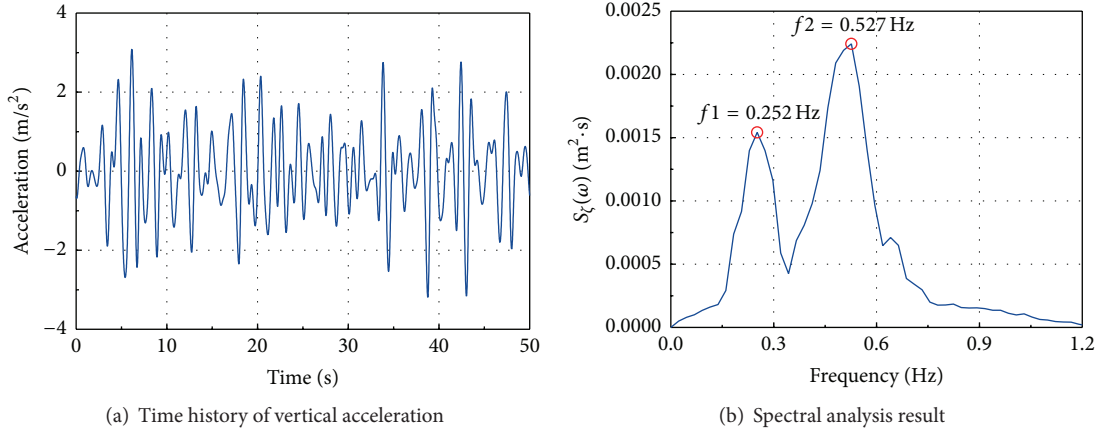 4
2
0
−2
−4
Acceleration (m/s²)
0 10 20 30 40 50
Time (s)
(a) Time history of vertical acceleration
0.0025
0.0020
0.0015
0.0010
0.0005
0.0000
Sζ(ω) (m²·s)
f2 = 0.527 Hz
f1 = 0.252 Hz
0.0 0.3 0.6 0.9 1.2
Frequency (Hz)
(b) Spectral analysis result